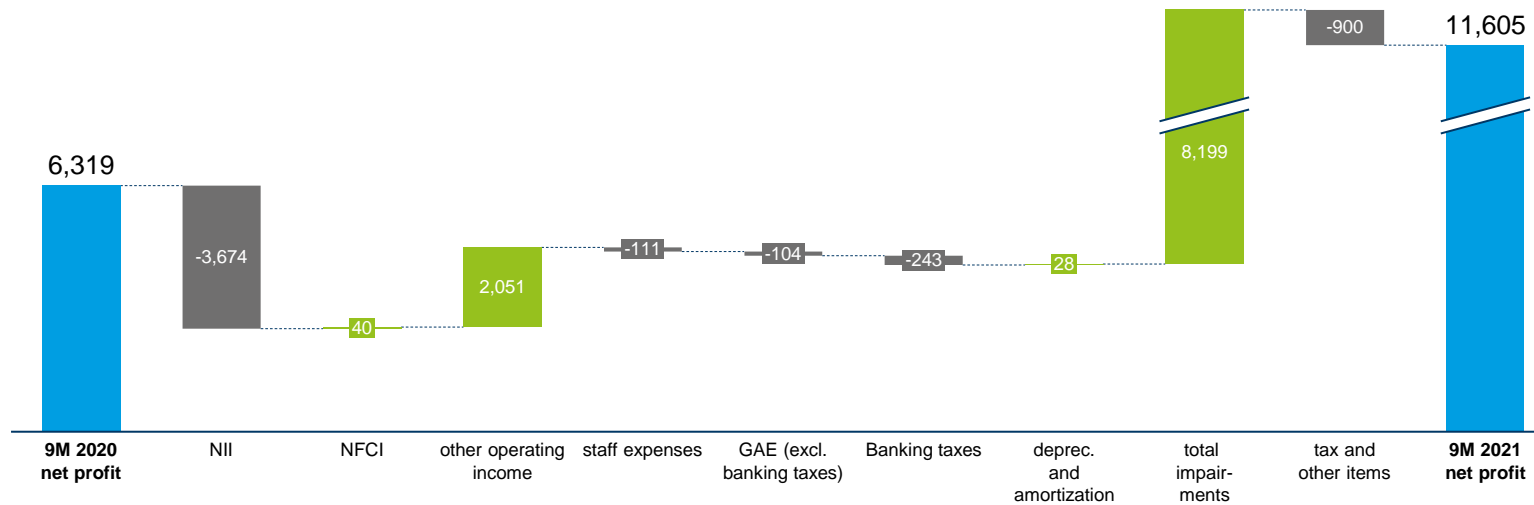 -900
11,605
8,199
6,319
-3,674
2,051
-111
-104
-243
28
40
9M 2020
net profit
NII
NFCI
other operating
income
staff expenses
GAE (excl.
banking taxes)
Banking taxes
deprec.
and
amortization
total
impair-
ments
tax and
other items
9M 2021
net profit